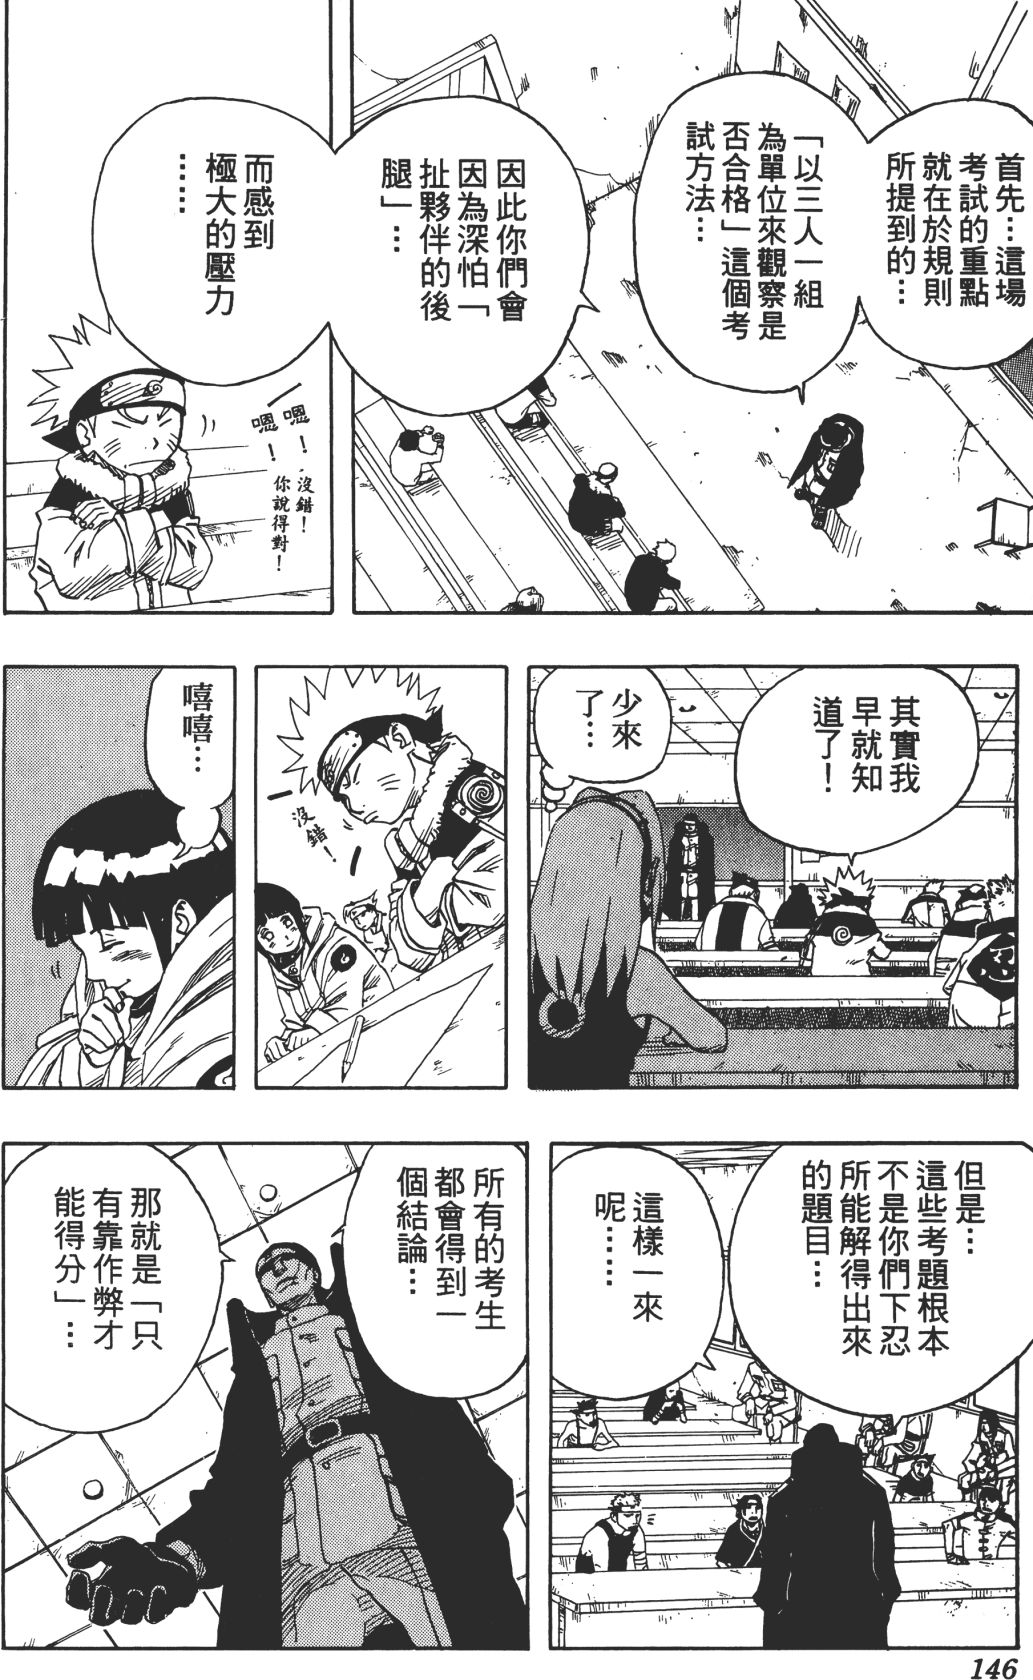 首先…這場
考試的重點
就在於規則
所提到的…
「以三人一組
為單位來觀察是
否合格」這個考
試方法…
因此你們會
因為深怕「
扯夥伴的後
腿」…
而感到
極大的壓力
……
嗯！
嗯！
沒錯！
你說得對！
其實我
早就知
道了！
少來
了…
沒錯！
嘻嘻…
但是…
這些考題根本
不是你們下忍
所能解得出來
的題目…
這樣一來
呢……
所有的考生
都會得到一
個結論…
那就是「只
有靠作弊才
能得分」…
146